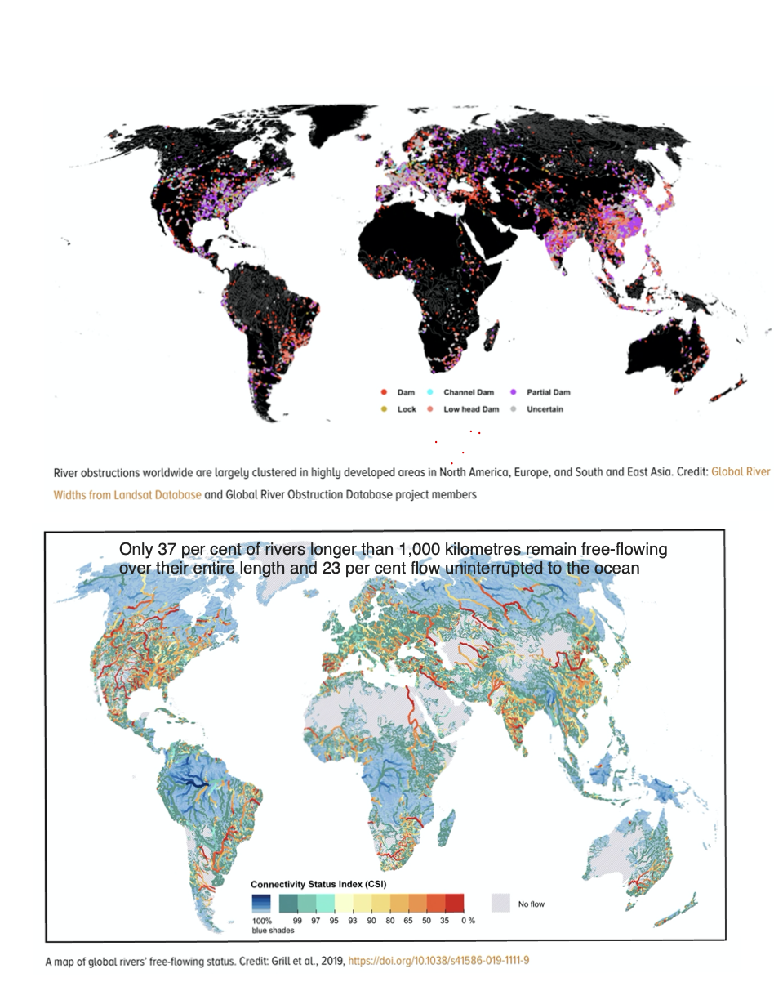 Dam Channel Dam Partial Dam
Lock Low head Dam Uncertain
River obstructions worldwide are largely clustered in highly developed areas in North America, Europe, and South and East Asia. Credit: Global River
Widths from Landsat Database and Global River Obstruction Database project members
Only 37 per cent of rivers longer than 1,000 kilometres remain free-flowing
over their entire length and 23 per cent flow uninterrupted to the ocean
Connectivity Status Index (CSI)
No flow
100% 99 97 95 93 90 80 65 50 35 0 %
blue shades
A map of global rivers' free-flowing status. Credit: Grill et al., 2019, https://doi.org/10.1038/s41586-019-1111-9